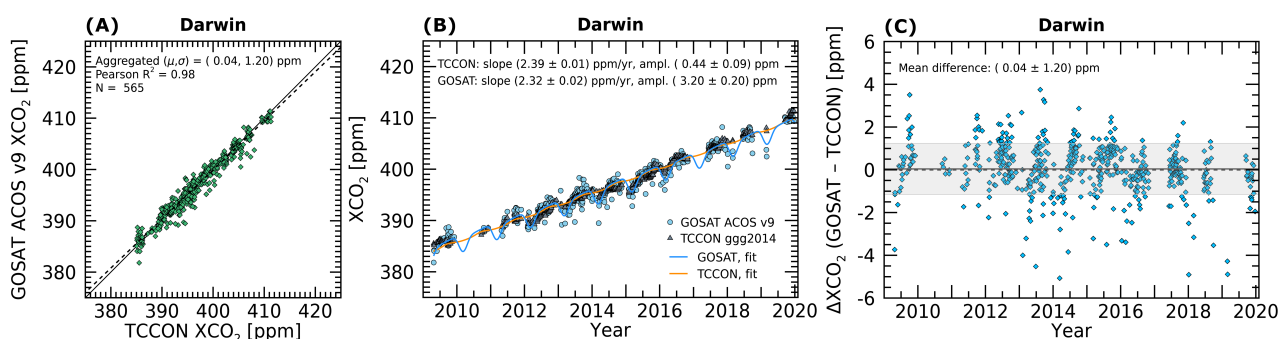 (A) Darwin
GOSAT ACOS v9 XCO2 [ppm]
420
410
400
390
380
Aggregated (μ,σ) = ( 0.04, 1.20) ppm
Pearson R² = 0.98
N = 565
380 390 400 410 420
TCCON XCO2 [ppm]
(B) Darwin
XCO2 [ppm]
420
410
400
390
380
TCCON: slope (2.39 ± 0.01) ppm/yr, ampl. ( 0.44 ± 0.09) ppm
GOSAT: slope (2.32 ± 0.02) ppm/yr, ampl. ( 3.20 ± 0.20) ppm
GOSAT ACOS v9
TCCON ggg2014
GOSAT, fit
TCCON, fit
2010 2012 2014 2016 2018 2020
Year
(C) Darwin
ΔXCO2 (GOSAT − TCCON) [ppm]
6
4
2
0
−2
−4
−6
Mean difference: ( 0.04 ± 1.20) ppm
2010 2012 2014 2016 2018 2020
Year